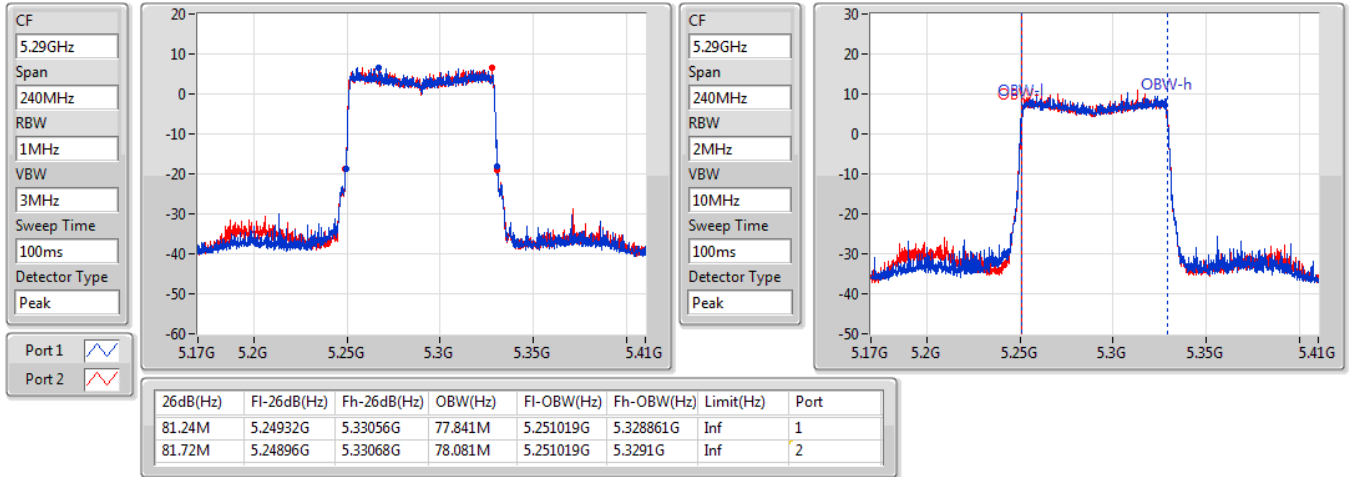 CF
5.29GHz
Span
240MHz
RBW
1MHz
VBW
3MHz
Sweep Time
100ms
Detector Type
Peak
20
10
0
-10
-20
-30
-40
-50
-60
5.17G 5.2G 5.25G 5.3G 5.35G 5.41G
CF
5.29GHz
Span
240MHz
RBW
2MHz
VBW
10MHz
Sweep Time
100ms
Detector Type
Peak
30
20
10
0
-10
-20
-30
-40
-50
OBW-l
OBW-h
5.17G 5.2G 5.25G 5.3G 5.35G 5.41G
Port 1
Port 2
26dB(Hz) Fl-26dB(Hz) Fh-26dB(Hz) OBW(Hz) Fl-OBW(Hz) Fh-OBW(Hz) Limit(Hz) Port
81.24M 5.24932G 5.33056G 77.841M 5.251019G 5.328861G Inf 1
81.72M 5.24896G 5.33068G 78.081M 5.251019G 5.3291G Inf 2